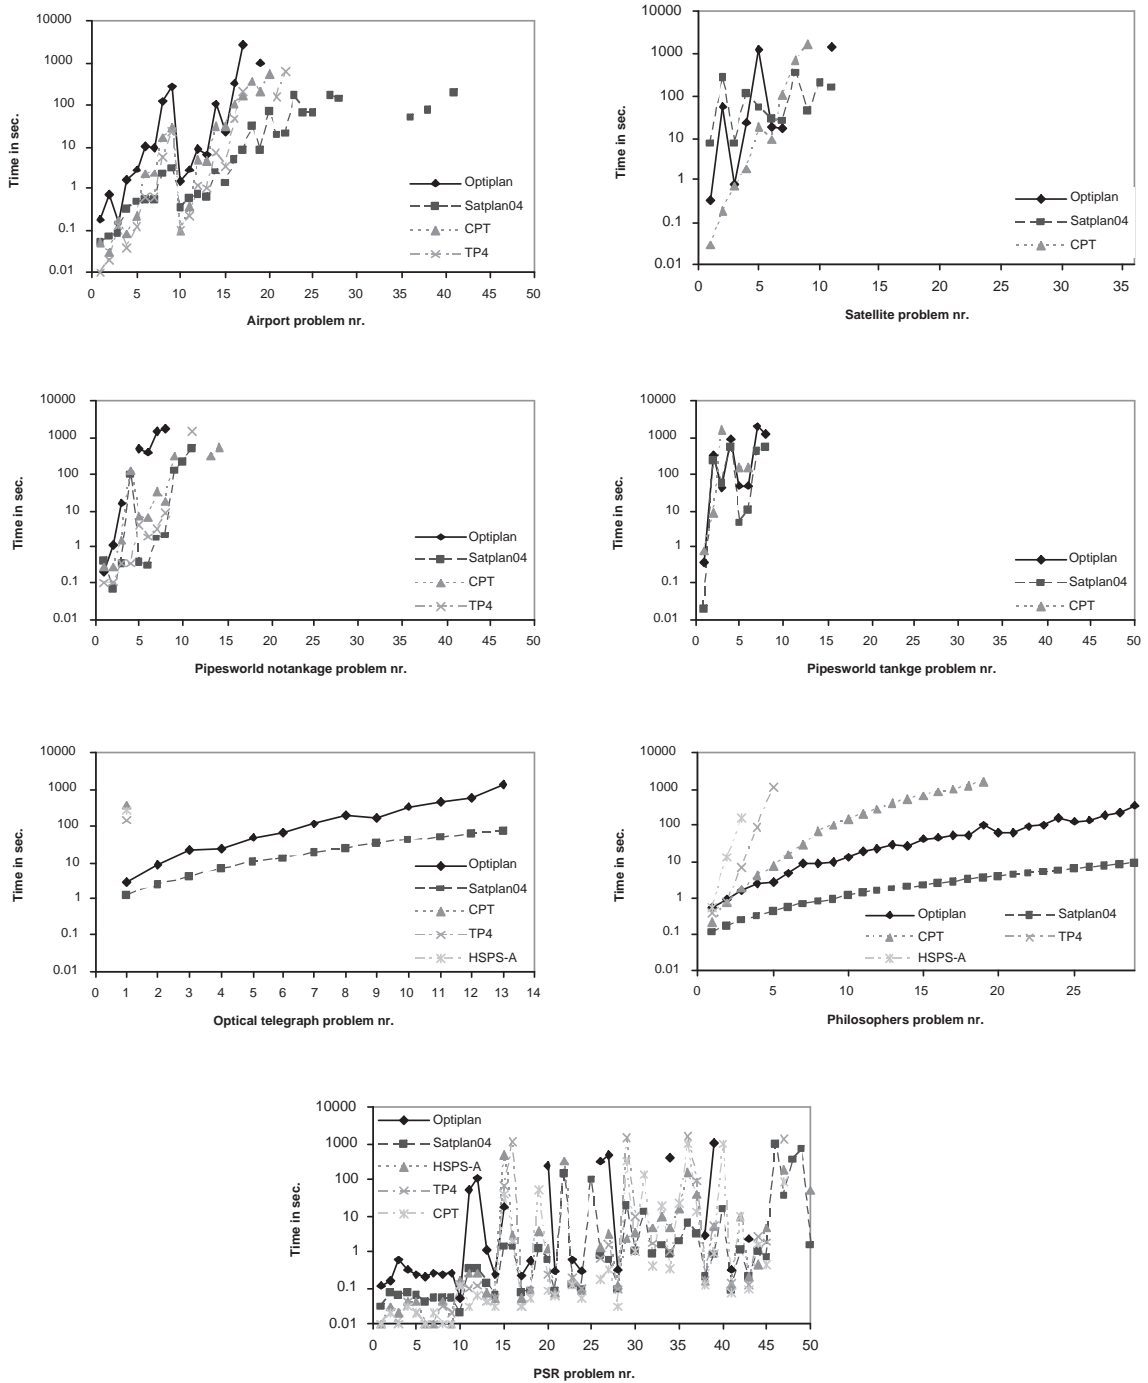 10000
1000
100
10
1
0.1
0.01
Time in sec.
Optiplan
Satplan04
CPT
TP4
0 5 10 15 20 25 30 35 40 45 50
Airport problem nr.
10000
1000
100
10
1
0.1
0.01
Time in sec.
Optiplan
Satplan04
CPT
0 5 10 15 20 25 30 35
Satellite problem nr.
10000
1000
100
10
1
0.1
0.01
Time in sec.
Optiplan
Satplan04
CPT
TP4
0 5 10 15 20 25 30 35 40 45 50
Pipesworld notankage problem nr.
10000
1000
100
10
1
0.1
0.01
Time in sec.
Optiplan
Satplan04
CPT
0 5 10 15 20 25 30 35 40 45 50
Pipesworld tankge problem nr.
10000
1000
100
10
1
0.1
0.01
Time in sec.
Optiplan
Satplan04
CPT
TP4
HSPS-A
0 1 2 3 4 5 6 7 8 9 10 11 12 13 14
Optical telegraph problem nr.
10000
1000
100
10
1
0.1
0.01
Time in sec.
Optiplan Satplan04
CPT TP4
HSPS-A
0 5 10 15 20 25
Philosophers problem nr.
10000
1000
100
10
1
0.1
0.01
Time in sec.
Optiplan
Satplan04
HSPS-A
TP4
CPT
0 5 10 15 20 25 30 35 40 45 50
PSR problem nr.